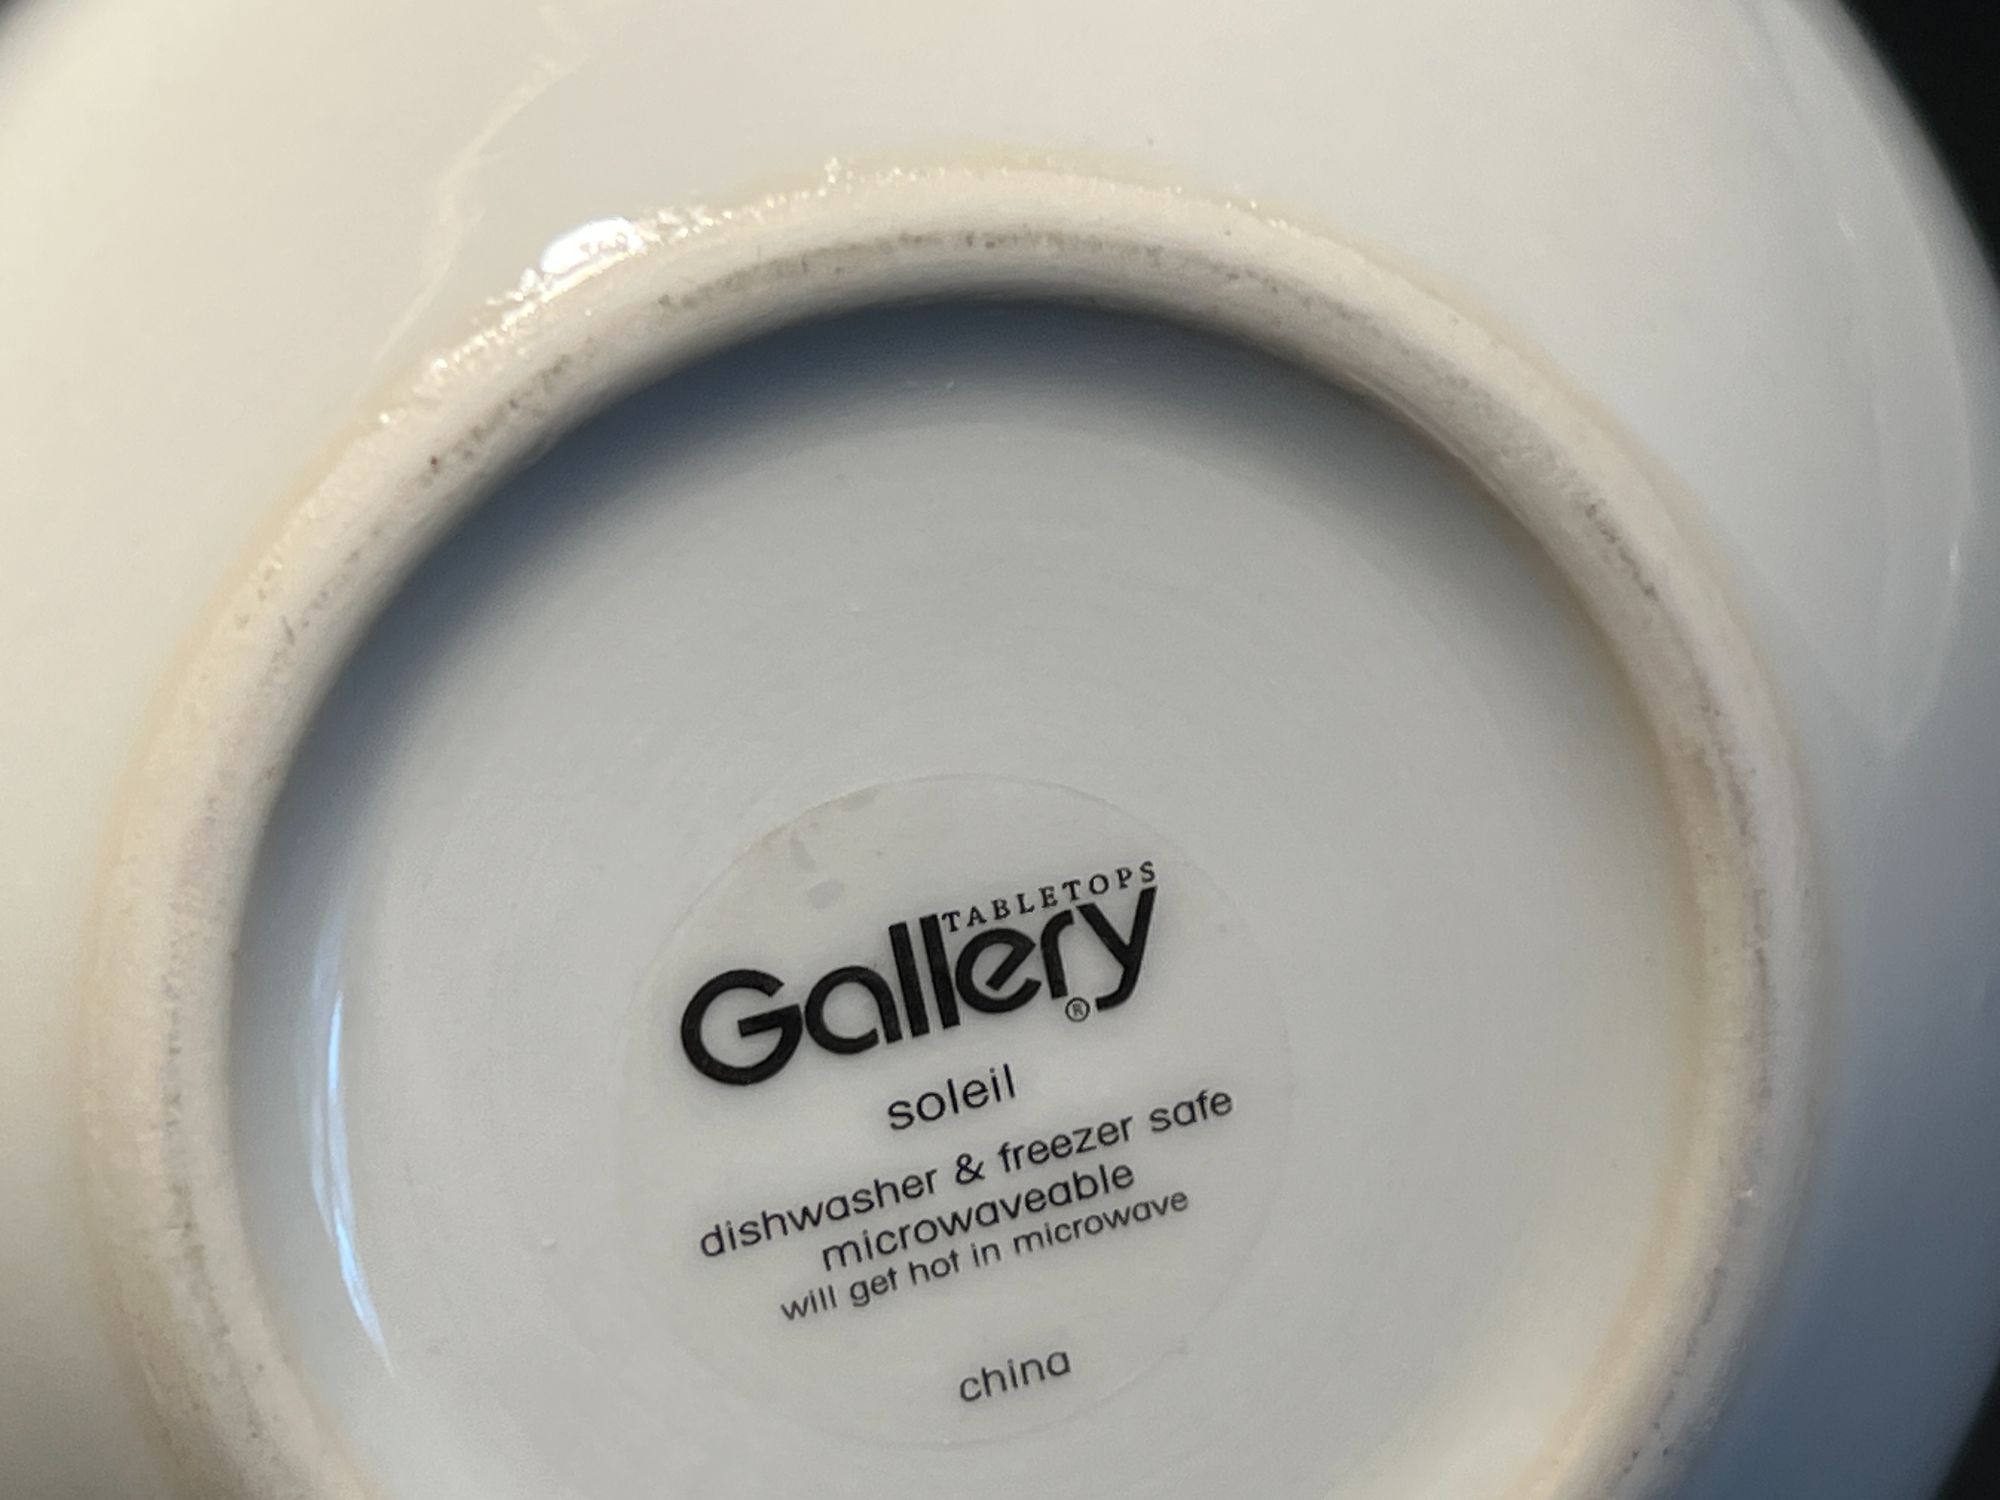 TABLETOPS
Gallery®
soleil
dishwasher & freezer safe
microwaveable
will get hot in microwave
china